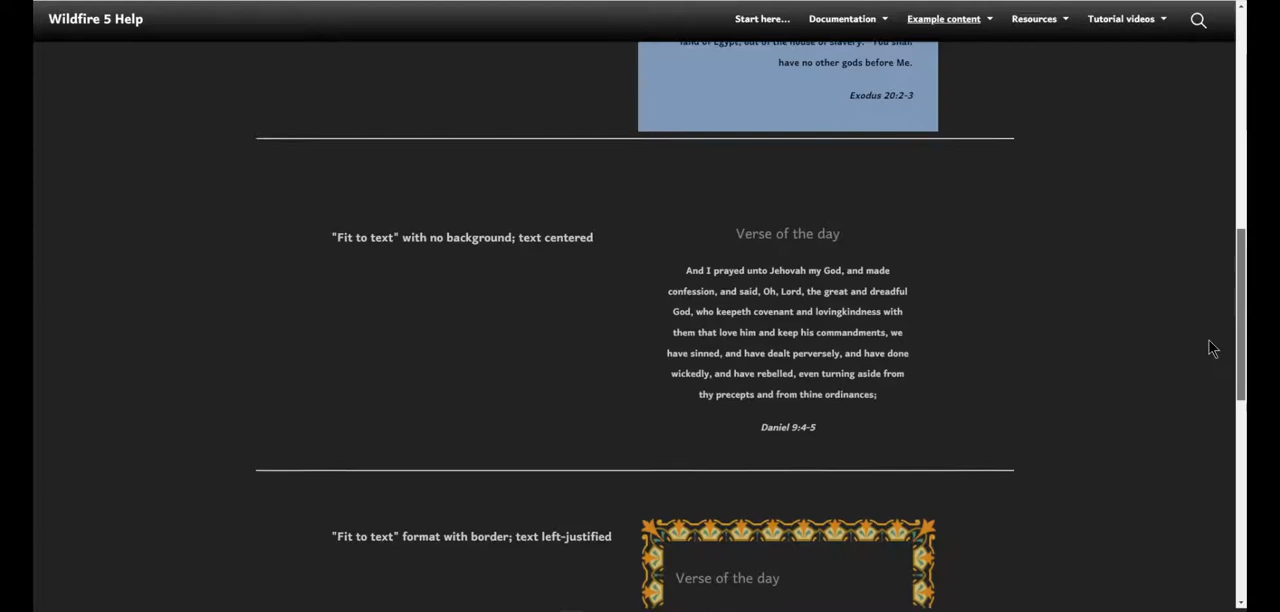 Wildfire 5 Help
Start here... Documentation Example content Resources Tutorial videos
land of Egypt, out of the house of slavery. "You shall
have no other gods before Me.
Exodus 20:2-3
"Fit to text" with no background; text centered
Verse of the day
And I prayed unto Jehovah my God, and made
confession, and said, Oh, Lord, the great and dreadful
God, who keepeth covenant and lovingkindness with
them that love him and keep his commandments, we
have sinned, and have dealt perversely, and have done
wickedly, and have rebelled, even turning aside from
thy precepts and from thine ordinances;
Daniel 9:4-5
"Fit to text" format with border; text left-justified
Verse of the day